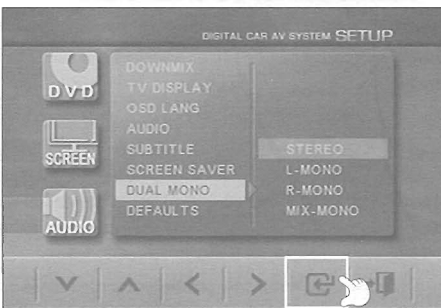 DIGITAL CAR AV SYSTEM SETUP
DVD
SCREEN
AUDIO
DOWNMIX
TV DISPLAY
OSD LANG
AUDIO
SUBTITLE
SCREEN SAVER
DUAL MONO
DEFAULTS
STEREO
L-MONO
R-MONO
MIX-MONO